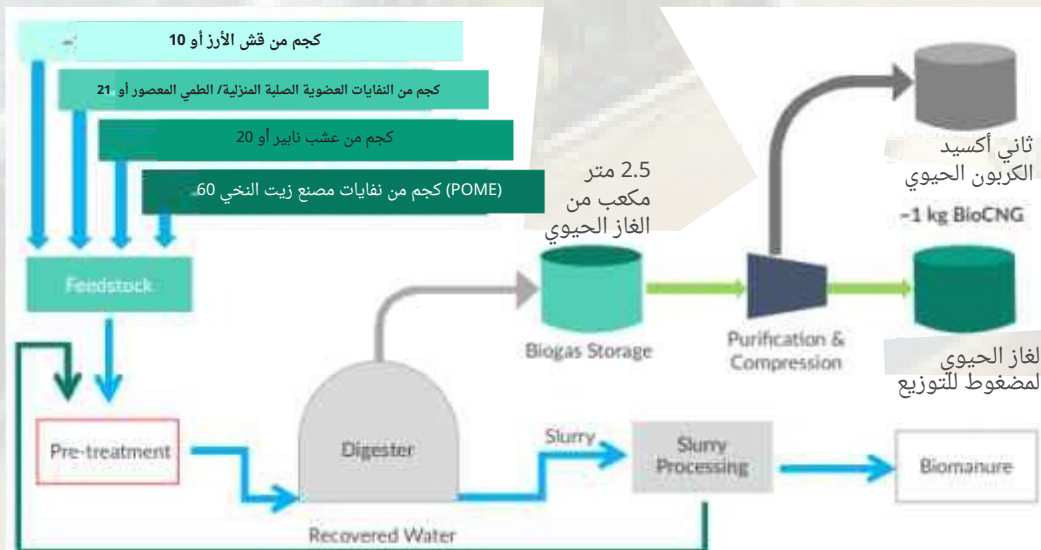 كجم من قش الأرز أو 10
كجم من النفايات العضوية الصلبة المنزلية/ الطمي المعصور أو 21
كجم من عشب نابير أو 20
(POME) كجم من نفايات مصنع زيت النخي 60
2.5 متر
مكعب من
الغاز الحيوي
ثاني أكسيد
الكربون الحيوي
~1 kg BioCNG
Feedstock
Biogas Storage
Purification &
Compression
لغاز الحيوي
لمضغوط للتوزيع
Pre-treatment
Digester
Slurry
Slurry
Processing
Biomanure
Recovered Water